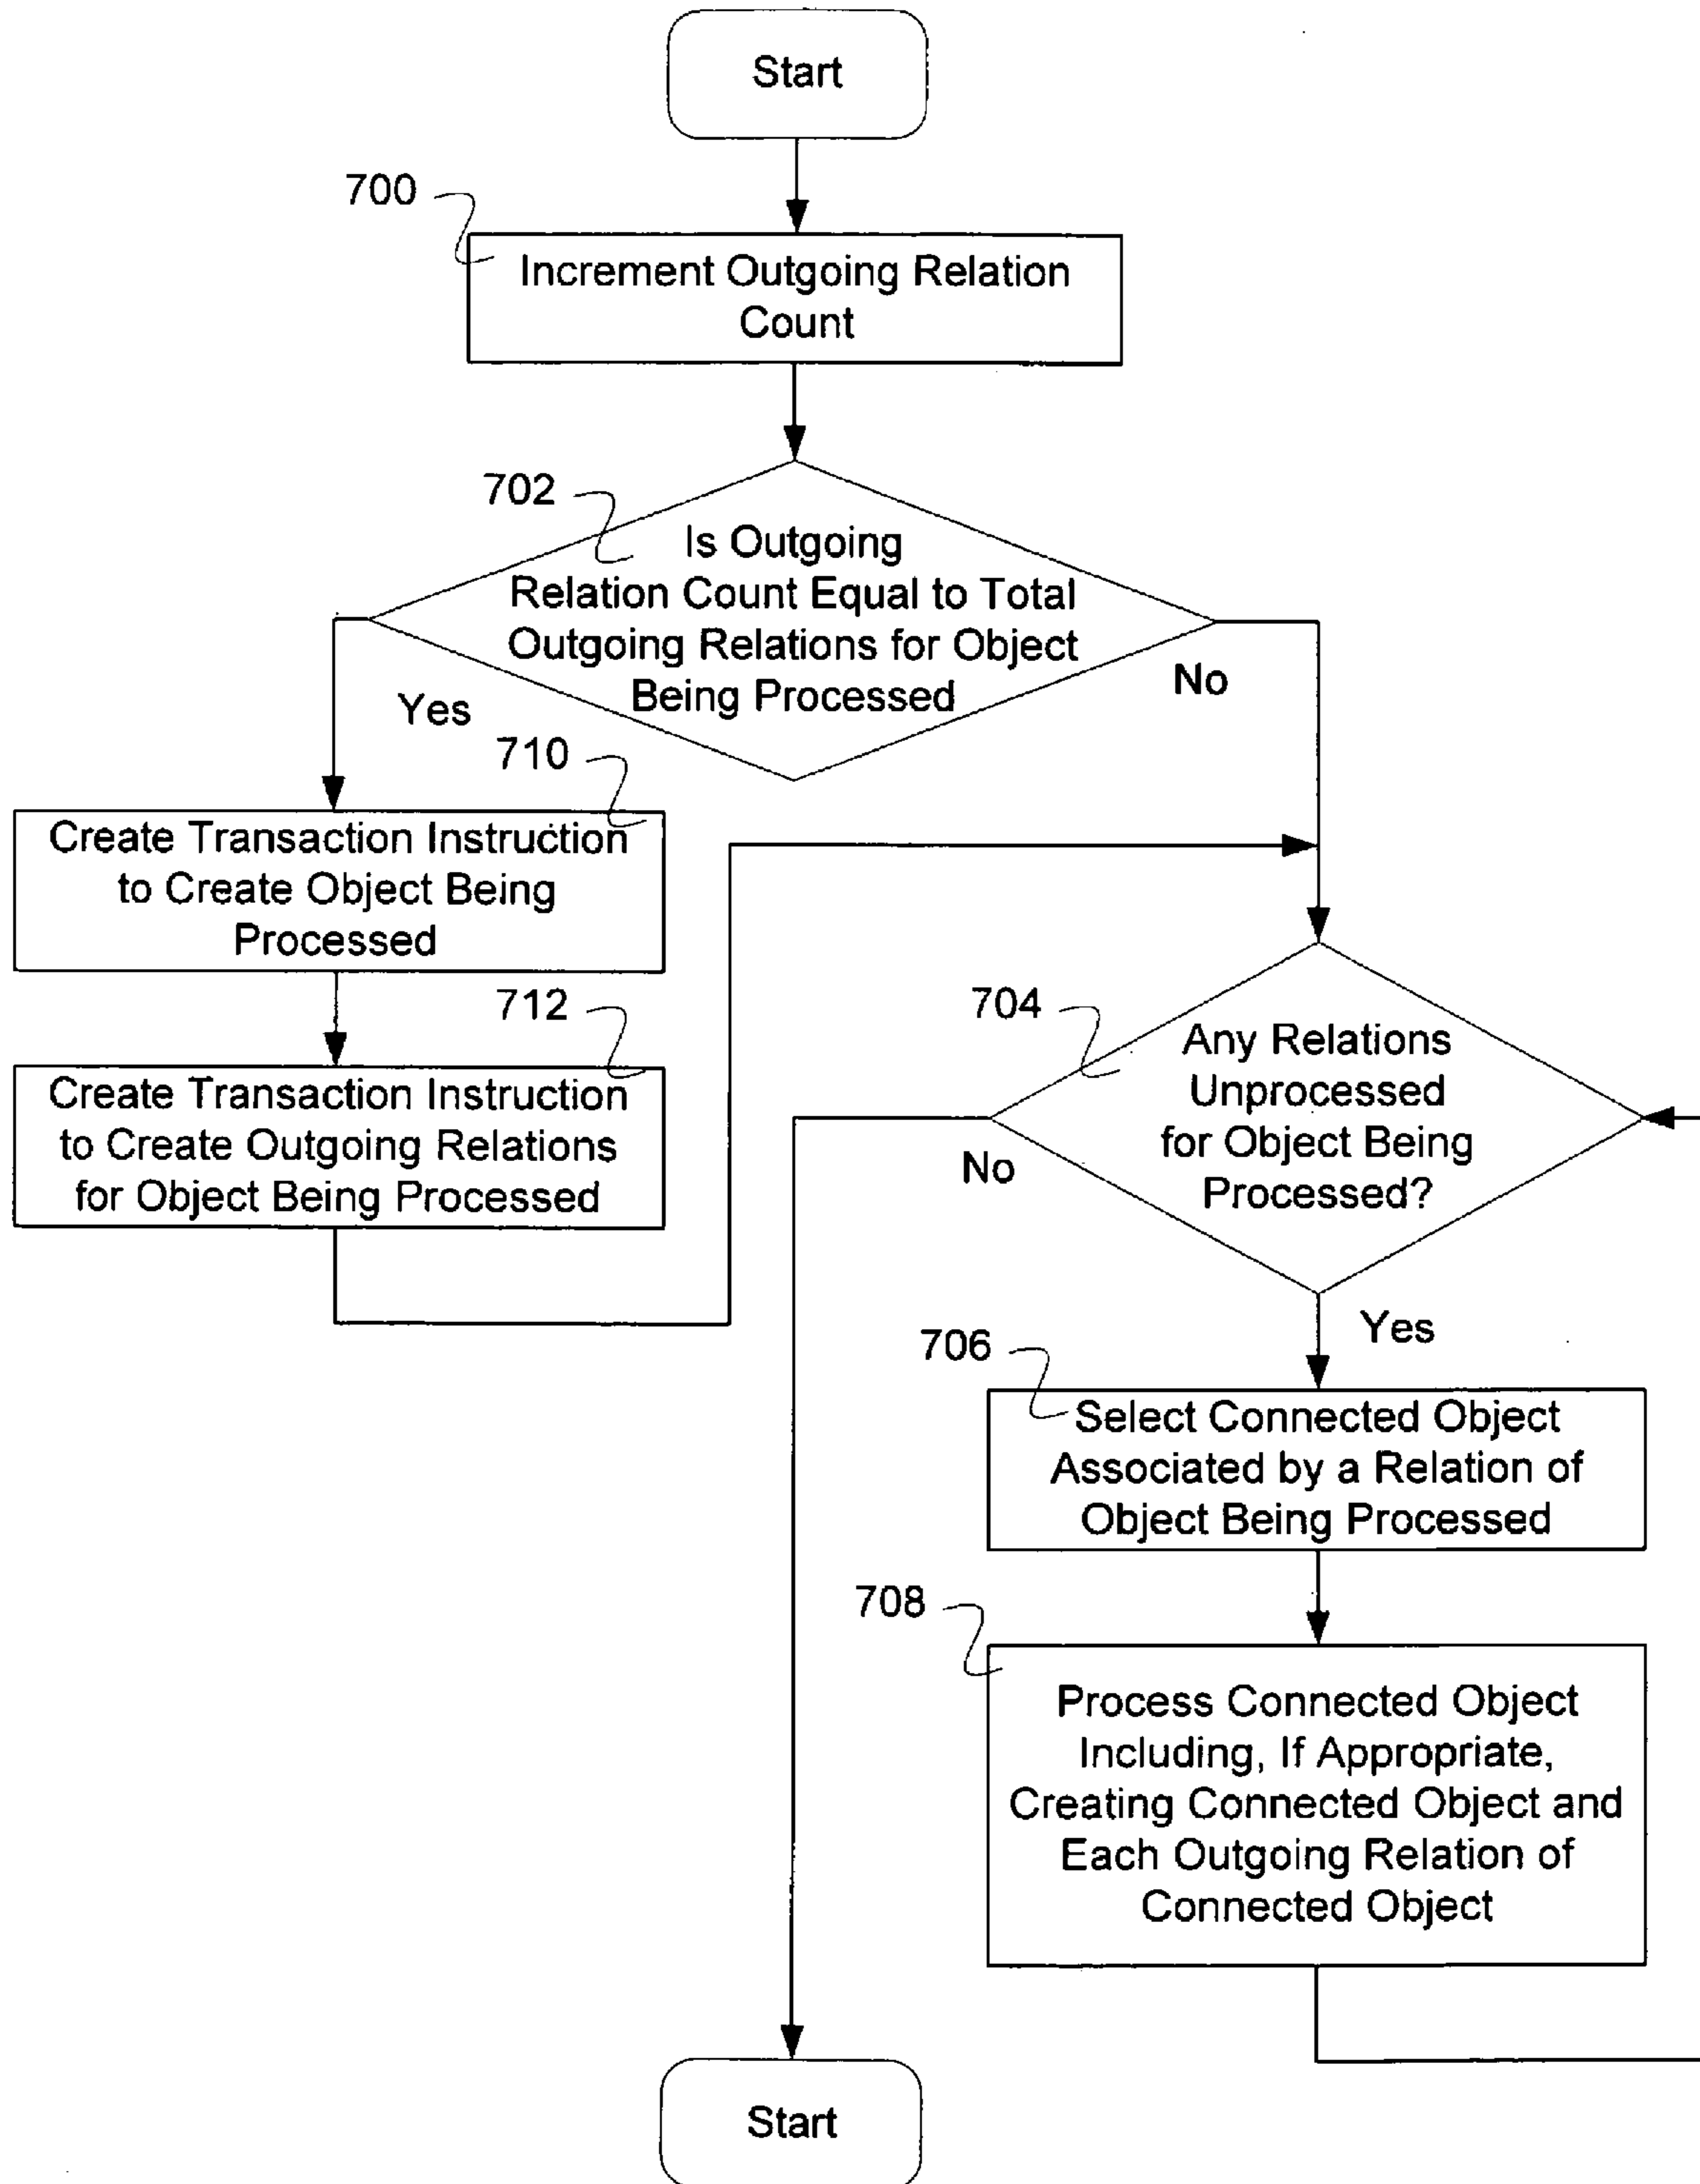 Start
700
Increment Outgoing Relation
Count
702
Is Outgoing
Relation Count Equal to Total
Outgoing Relations for Object
Being Processed
No
Yes
710
Create Transaction Instruction
to Create Object Being
Processed
712
Create Transaction Instruction
to Create Outgoing Relations
for Object Being Processed
704
Any Relations
Unprocessed
for Object Being
Processed?
No
Yes
706
Select Connected Object
Associated by a Relation of
Object Being Processed
708
Process Connected Object
Including, If Appropriate,
Creating Connected Object and
Each Outgoing Relation of
Connected Object
Start